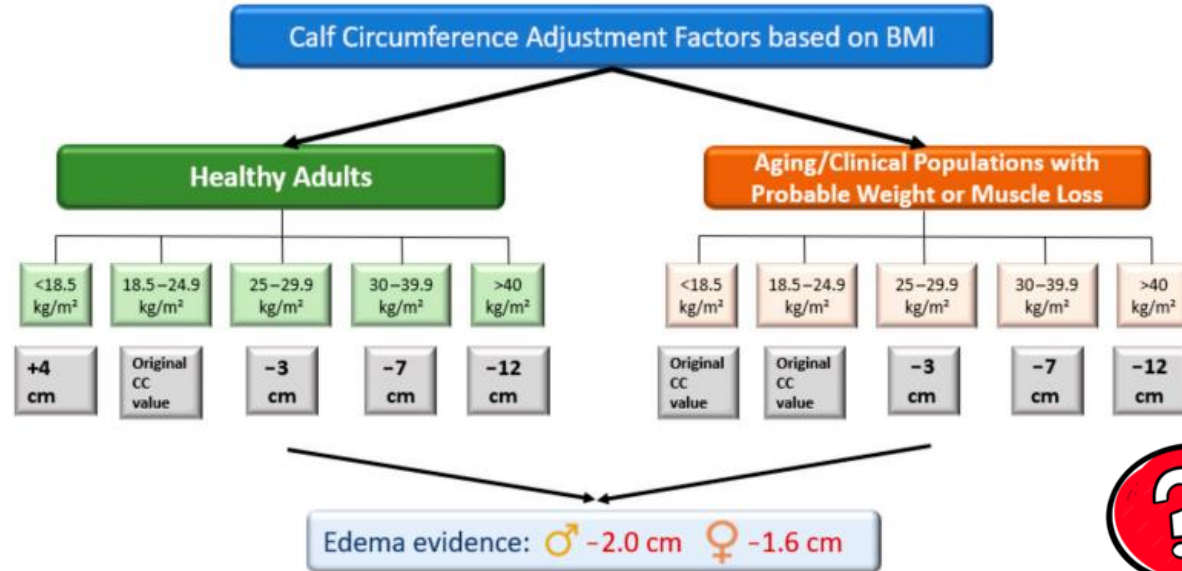 Calf Circumference Adjustment Factors based on BMI
Healthy Adults
Aging/Clinical Populations with
Probable Weight or Muscle Loss
<18.5
kg/m²
18.5–24.9
kg/m²
25–29.9
kg/m²
30–39.9
kg/m²
>40
kg/m²
<18.5
kg/m²
18.5–24.9
kg/m²
25–29.9
kg/m²
30–39.9
kg/m²
>40
kg/m²
+4
cm
Original
CC
value
−3
cm
−7
cm
−12
cm
Original
CC
value
Original
CC
value
−3
cm
−7
cm
−12
cm
Edema evidence: ♂ −2.0 cm ♀ −1.6 cm
?